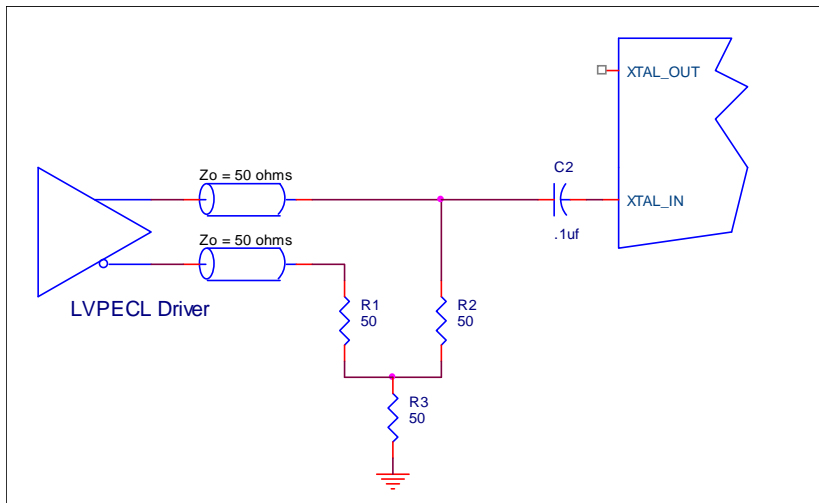 XTAL_OUT
Zo = 50 ohms
C2
XTAL_IN
.1uf
Zo = 50 ohms
LVPECL Driver
R1
50
R2
50
R3
50